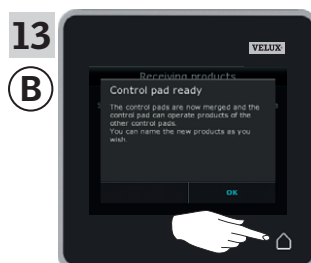 13
B
VELUX
Receiving products
Control pad ready
The control pads are now merged and the
control pad can operate products of the
other control pads.
You can name the new products as you
wish.
OK